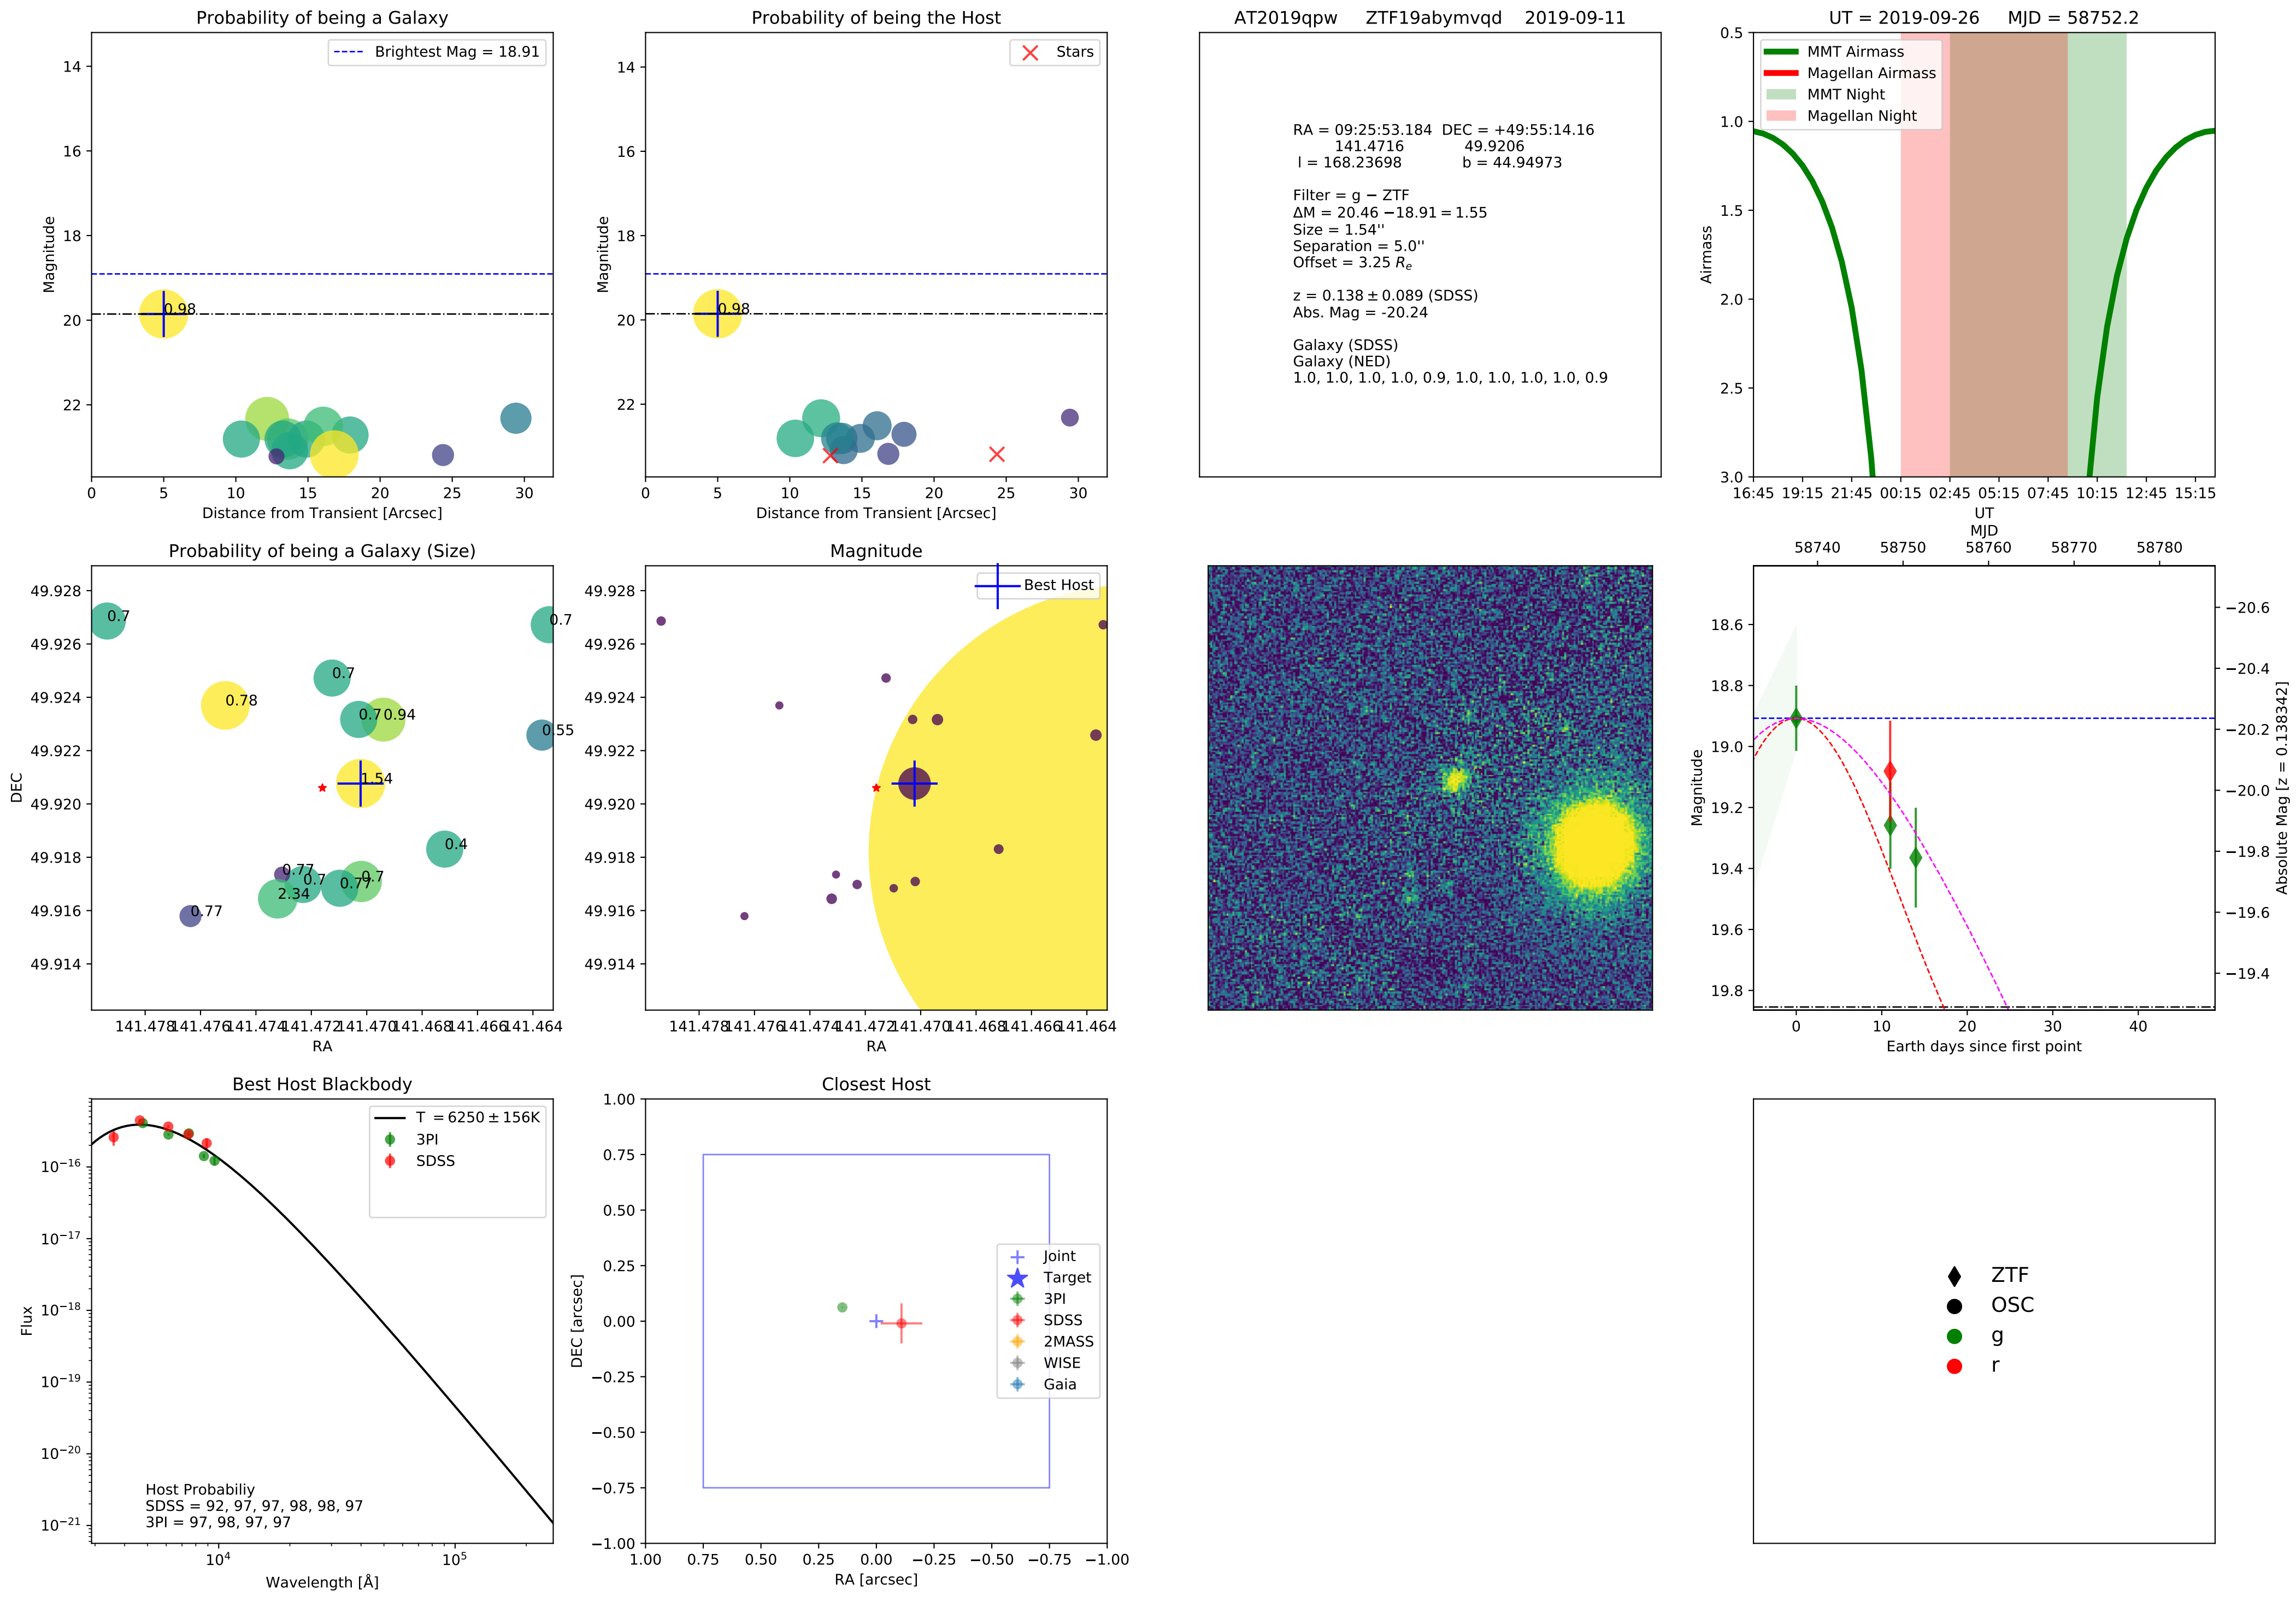 Probability of being a Galaxy
Brightest Mag = 18.91
0.98
14
16
18
20
22
Magnitude
0
5
10
15
20
25
30
Distance from Transient [Arcsec]
Probability of being the Host
Stars
0.98
14
16
18
20
22
Magnitude
0
5
10
15
20
25
30
Distance from Transient [Arcsec]
AT2019qpw ZTF19abymvqd 2019-09-11
RA = 09:25:53.184 DEC = +49:55:14.16
141.4716 49.9206
l = 168.23698 b = 44.94973
Filter = g − ZTF
ΔM = 20.46 −18.91 = 1.55
Size = 1.54''
Separation = 5.0''
Offset = 3.25 Re
z = 0.138 ± 0.089 (SDSS)
Abs. Mag = -20.24
Galaxy (SDSS)
Galaxy (NED)
1.0, 1.0, 1.0, 1.0, 0.9, 1.0, 1.0, 1.0, 1.0, 0.9
UT = 2019-09-26 MJD = 58752.2
MMT Airmass
Magellan Airmass
MMT Night
Magellan Night
0.5
1.0
1.5
2.0
2.5
3.0
Airmass
16:45
19:15
21:45
00:15
02:45
05:15
07:45
10:15
12:45
15:15
UT
Probability of being a Galaxy (Size)
0.7
0.7
0.7
0.78
0.7
0.94
0.55
1.54
0.4
0.77
0.7
0.77
0.7
2.34
0.77
49.928
49.926
49.924
49.922
49.920
49.918
49.916
49.914
DEC
141.478
141.476
141.474
141.472
141.470
141.468
141.466
141.464
RA
Magnitude
Best Host
49.928
49.926
49.924
49.922
49.920
49.918
49.916
49.914
141.478
141.476
141.474
141.472
141.470
141.468
141.466
141.464
RA
MJD
58740
58750
58760
58770
58780
18.6
18.8
19.0
19.2
19.4
19.6
19.8
Magnitude
−20.6
−20.4
−20.2
−20.0
−19.8
−19.6
−19.4
Absolute Mag [z = 0.138342]
0
10
20
30
40
Earth days since first point
Best Host Blackbody
T = 6250 ± 156K
3PI
SDSS
10−16
10−17
10−18
10−19
10−20
10−21
Flux
Host Probabiliy
SDSS = 92, 97, 97, 98, 98, 97
3PI = 97, 98, 97, 97
104
105
Wavelength [Å]
Closest Host
Joint
Target
3PI
SDSS
2MASS
WISE
Gaia
1.00
0.75
0.50
0.25
0.00
−0.25
−0.50
−0.75
−1.00
DEC [arcsec]
1.00
0.75
0.50
0.25
0.00
−0.25
−0.50
−0.75
−1.00
RA [arcsec]
ZTF
OSC
g
r